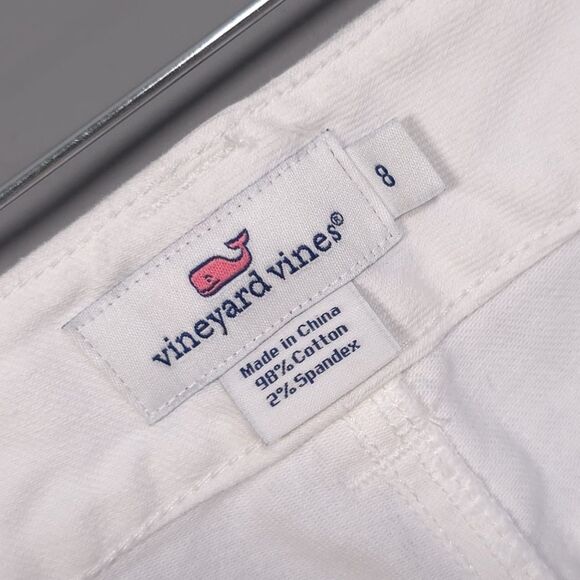 8
vineyard vines®
Made in China
98% Cotton
2% Spandex